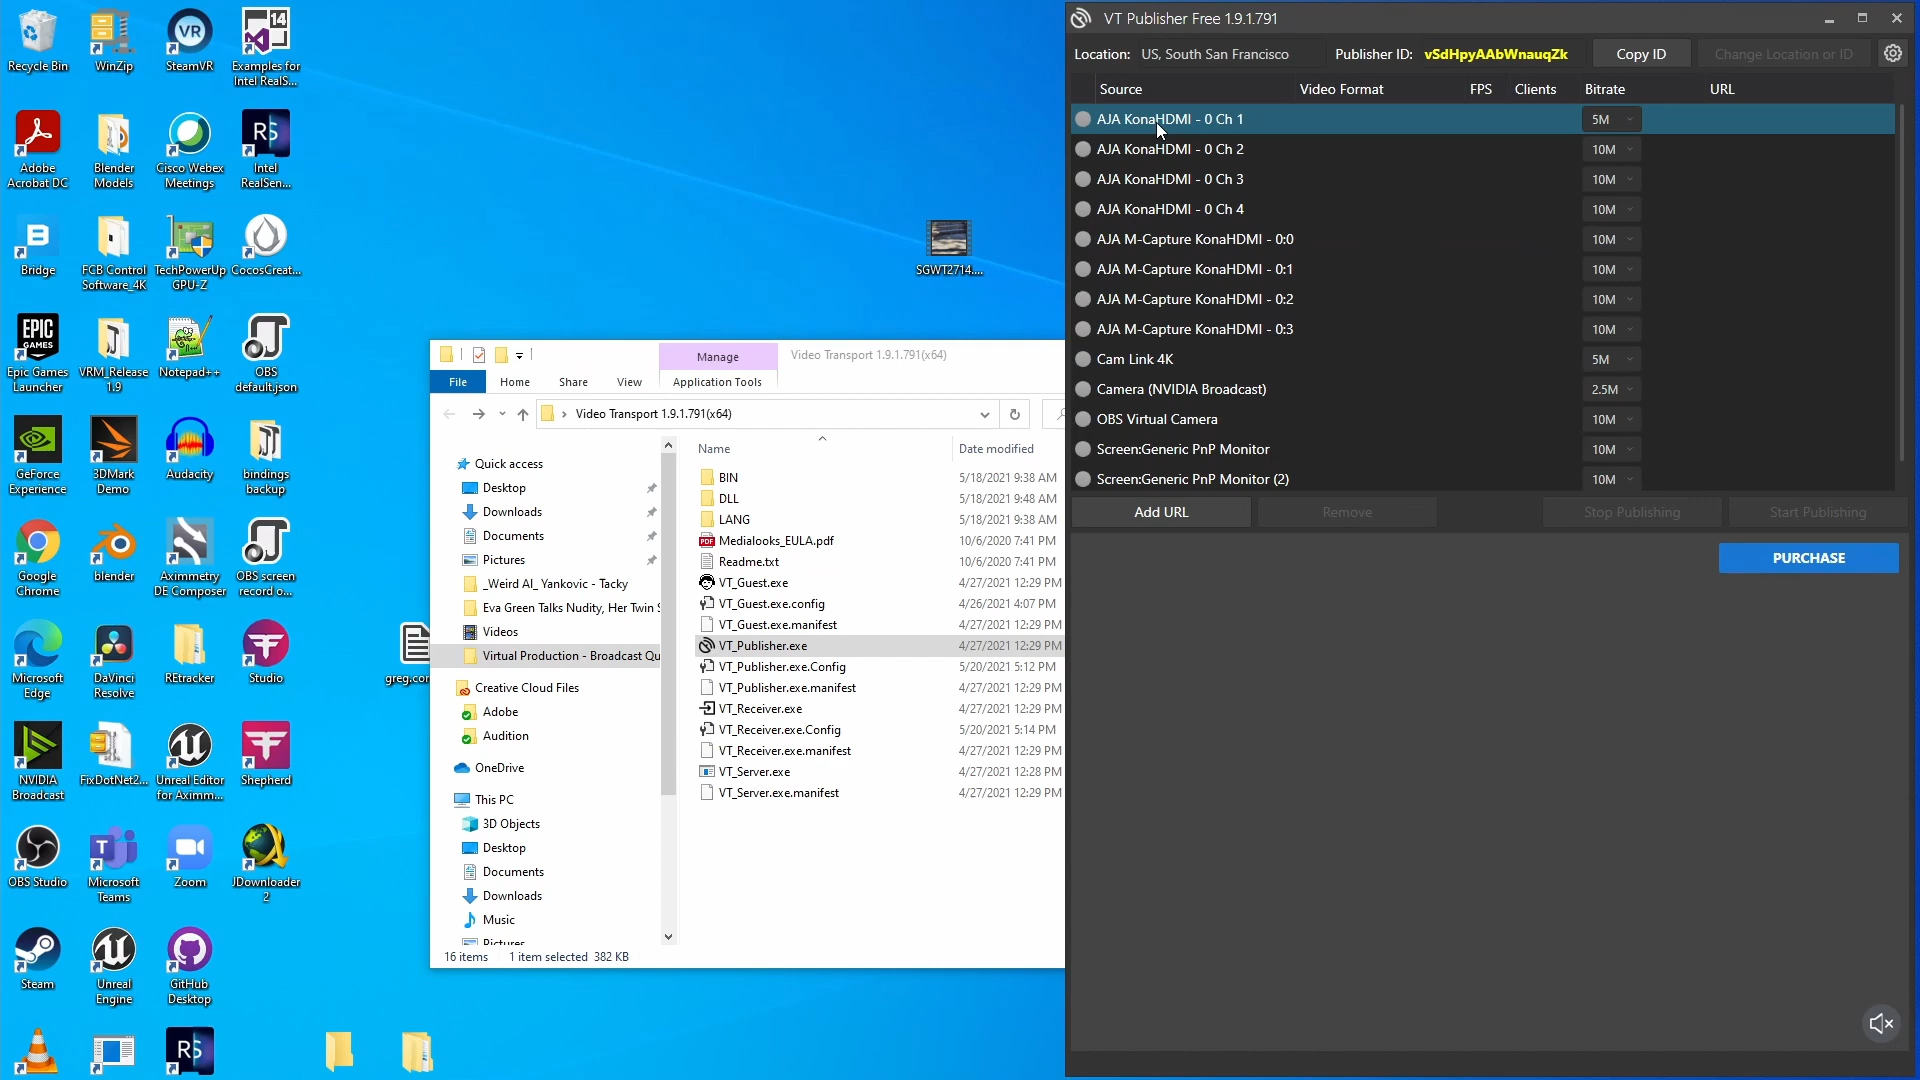 Recycle Bin
WinZip
SteamVR
14
Examples for
Intel RealS...
Adobe
Acrobat DC
Blender
Models
Cisco Webex
Meetings
Intel
RealSen...
Bridge
FCB Control
Software_4K
TechPowerUp
GPU-Z
CocosCreat...
Epic Games
Launcher
VRM_Release
1.9
Notepad++
OBS
default.json
GeForce
Experience
3DMark
Demo
Audacity
bindings
backup
Google
Chrome
blender
Aximmetry
DE Composer
OBS screen
record o...
Microsoft
Edge
DaVinci
Resolve
REtracker
Studio
NVIDIA
Broadcast
FixDotNet2...
Unreal Editor
for Aximm...
Shepherd
OBS Studio
Microsoft
Teams
Zoom
JDownloader
2
Steam
Unreal
Engine
GitHub
Desktop
SGWT2714....
greg.cor
Manage
Video Transport 1.9.1.791(x64)
File
Home
Share
View
Application Tools
Video Transport 1.9.1.791(x64)
Quick access
Desktop
Downloads
Documents
Pictures
_Weird Al_ Yankovic - Tacky
Eva Green Talks Nudity, Her Twin S
Videos
Virtual Production - Broadcast Qu
Creative Cloud Files
Adobe
Audition
OneDrive
This PC
3D Objects
Desktop
Documents
Downloads
Music
Pictures
Name
Date modified
BIN 5/18/2021 9:38 AM
DLL 5/18/2021 9:48 AM
LANG 5/18/2021 9:38 AM
Medialooks_EULA.pdf 10/6/2020 7:41 PM
Readme.txt 10/6/2020 7:41 PM
VT_Guest.exe 4/27/2021 12:29 PM
VT_Guest.exe.config 4/26/2021 4:07 PM
VT_Guest.exe.manifest 4/27/2021 12:29 PM
VT_Publisher.exe 4/27/2021 12:29 PM
VT_Publisher.exe.Config 5/20/2021 5:12 PM
VT_Publisher.exe.manifest 4/27/2021 12:29 PM
VT_Receiver.exe 4/27/2021 12:29 PM
VT_Receiver.exe.Config 5/20/2021 5:14 PM
VT_Receiver.exe.manifest 4/27/2021 12:29 PM
VT_Server.exe 4/27/2021 12:28 PM
VT_Server.exe.manifest 4/27/2021 12:29 PM
16 items 1 item selected 382 KB
VT Publisher Free 1.9.1.791
Location: US, South San Francisco Publisher ID: vSdHpyAAbWnauqZk Copy ID Change Location or ID
Source Video Format FPS Clients Bitrate URL
AJA KonaHDMI - 0 Ch 1 5M
AJA KonaHDMI - 0 Ch 2 10M
AJA KonaHDMI - 0 Ch 3 10M
AJA KonaHDMI - 0 Ch 4 10M
AJA M-Capture KonaHDMI - 0:0 10M
AJA M-Capture KonaHDMI - 0:1 10M
AJA M-Capture KonaHDMI - 0:2 10M
AJA M-Capture KonaHDMI - 0:3 10M
Cam Link 4K 5M
Camera (NVIDIA Broadcast) 2.5M
OBS Virtual Camera 10M
Screen:Generic PnP Monitor 10M
Screen:Generic PnP Monitor (2) 10M
Add URL Remove Stop Publishing Start Publishing
PURCHASE